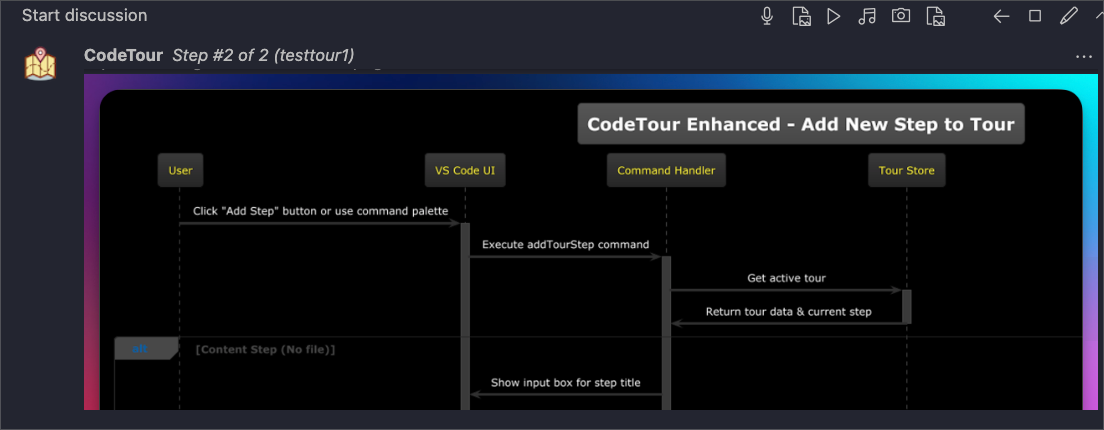 Start discussion
CodeTour Step #2 of 2 (testtour1)
CodeTour Enhanced - Add New Step to Tour
User
VS Code UI
Command Handler
Tour Store
Click "Add Step" button or use command palette
Execute addTourStep command
Get active tour
Return tour data & current step
alt
[Content Step (No file)]
Show input box for step title